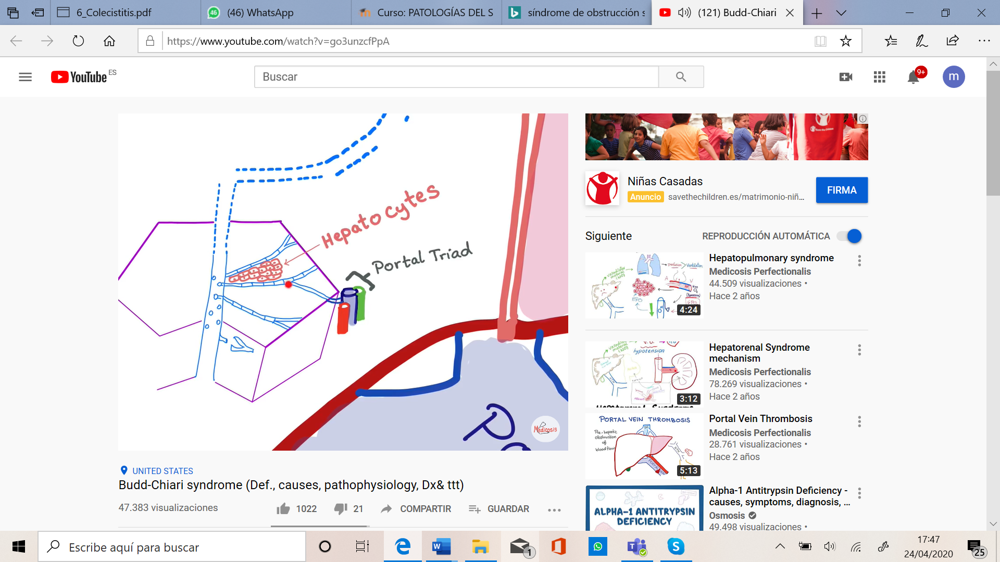 6_Colecistitis.pdf
46
(46) WhatsApp
Curso: PATOLOGÍAS DEL S
síndrome de obstrucción s
(121) Budd-Chiari
https://www.youtube.com/watch?v=go3unzcfPpA
YouTube ES
Buscar
9+
m
Hepatocytes
Portal Triad
Medicosis
Niñas Casadas
Anuncio savethechildren.es/matrimonio-niñ...
FIRMA
Siguiente
REPRODUCCIÓN AUTOMÁTICA
Hepatopulmonary syndrome
Medicosis Perfectionalis
44.509 visualizaciones •
Hace 2 años
perfusion > Ventilation
EPO
4:24
Hepatorenal Syndrome
mechanism
Medicosis Perfectionalis
78.269 visualizaciones •
Hace 2 años
hypotension
3:12
PORTAL VEIN THROMBOSIS
Pre-hepatic
obstruction
of
blood flow
5:13
Portal Vein Thrombosis
Medicosis Perfectionalis
28.761 visualizaciones •
Hace 2 años
ALPHA-1 ANTITRYPSIN
DEFICIENCY
Alpha-1 Antitrypsin Deficiency -
causes, symptoms, diagnosis, ...
Osmosis
49.498 visualizaciones •
UNITED STATES
Budd-Chiari syndrome (Def., causes, pathophysiology, Dx& ttt)
47.383 visualizaciones
1022
21
COMPARTIR
GUARDAR
Escribe aquí para buscar
1
17:47
24/04/2020
25